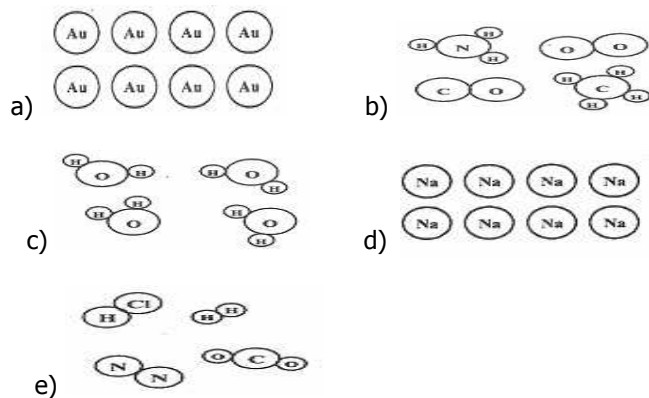 a)
Au Au Au Au
Au Au Au Au
b)
H N H H
O O
C O
H H C H H
c)
H O H
H O H
H H O
H O H
d)
Na Na Na Na
Na Na Na Na
e)
H Cl
H H
N N
O C O